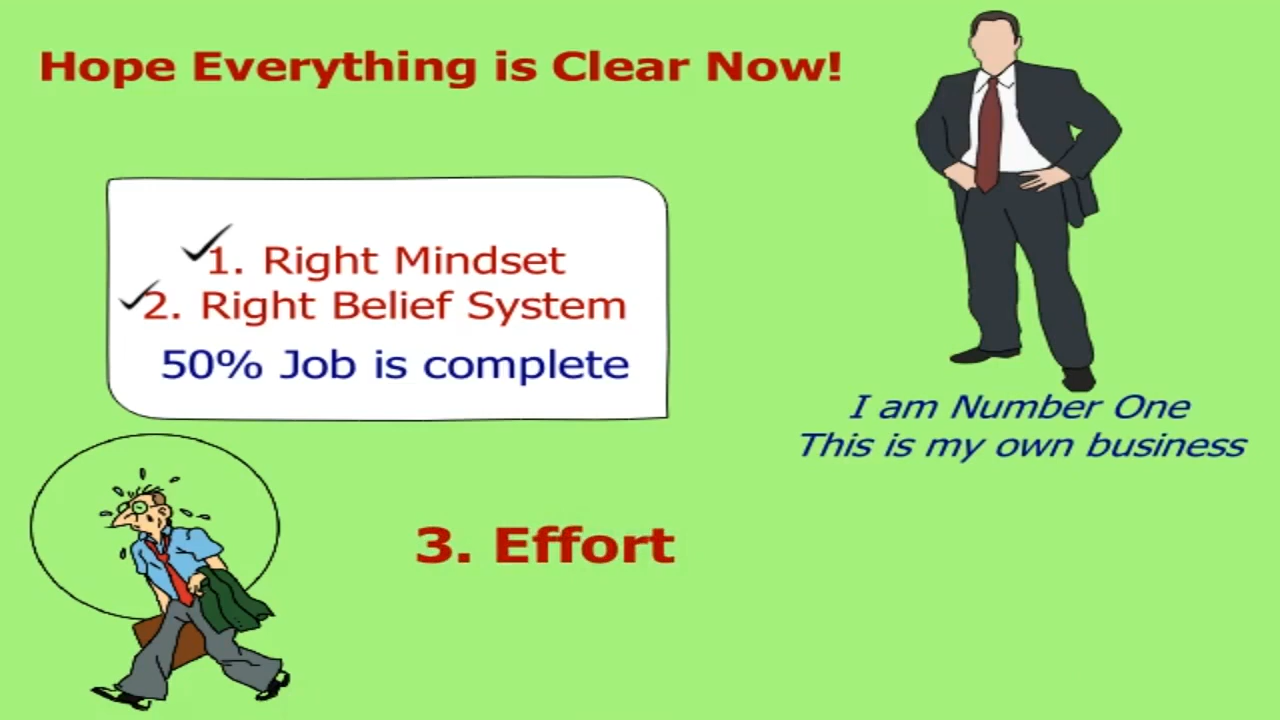 Hope Everything is Clear Now!
1. Right Mindset
2. Right Belief System
50% Job is complete
I am Number One
This is my own business
3. Effort